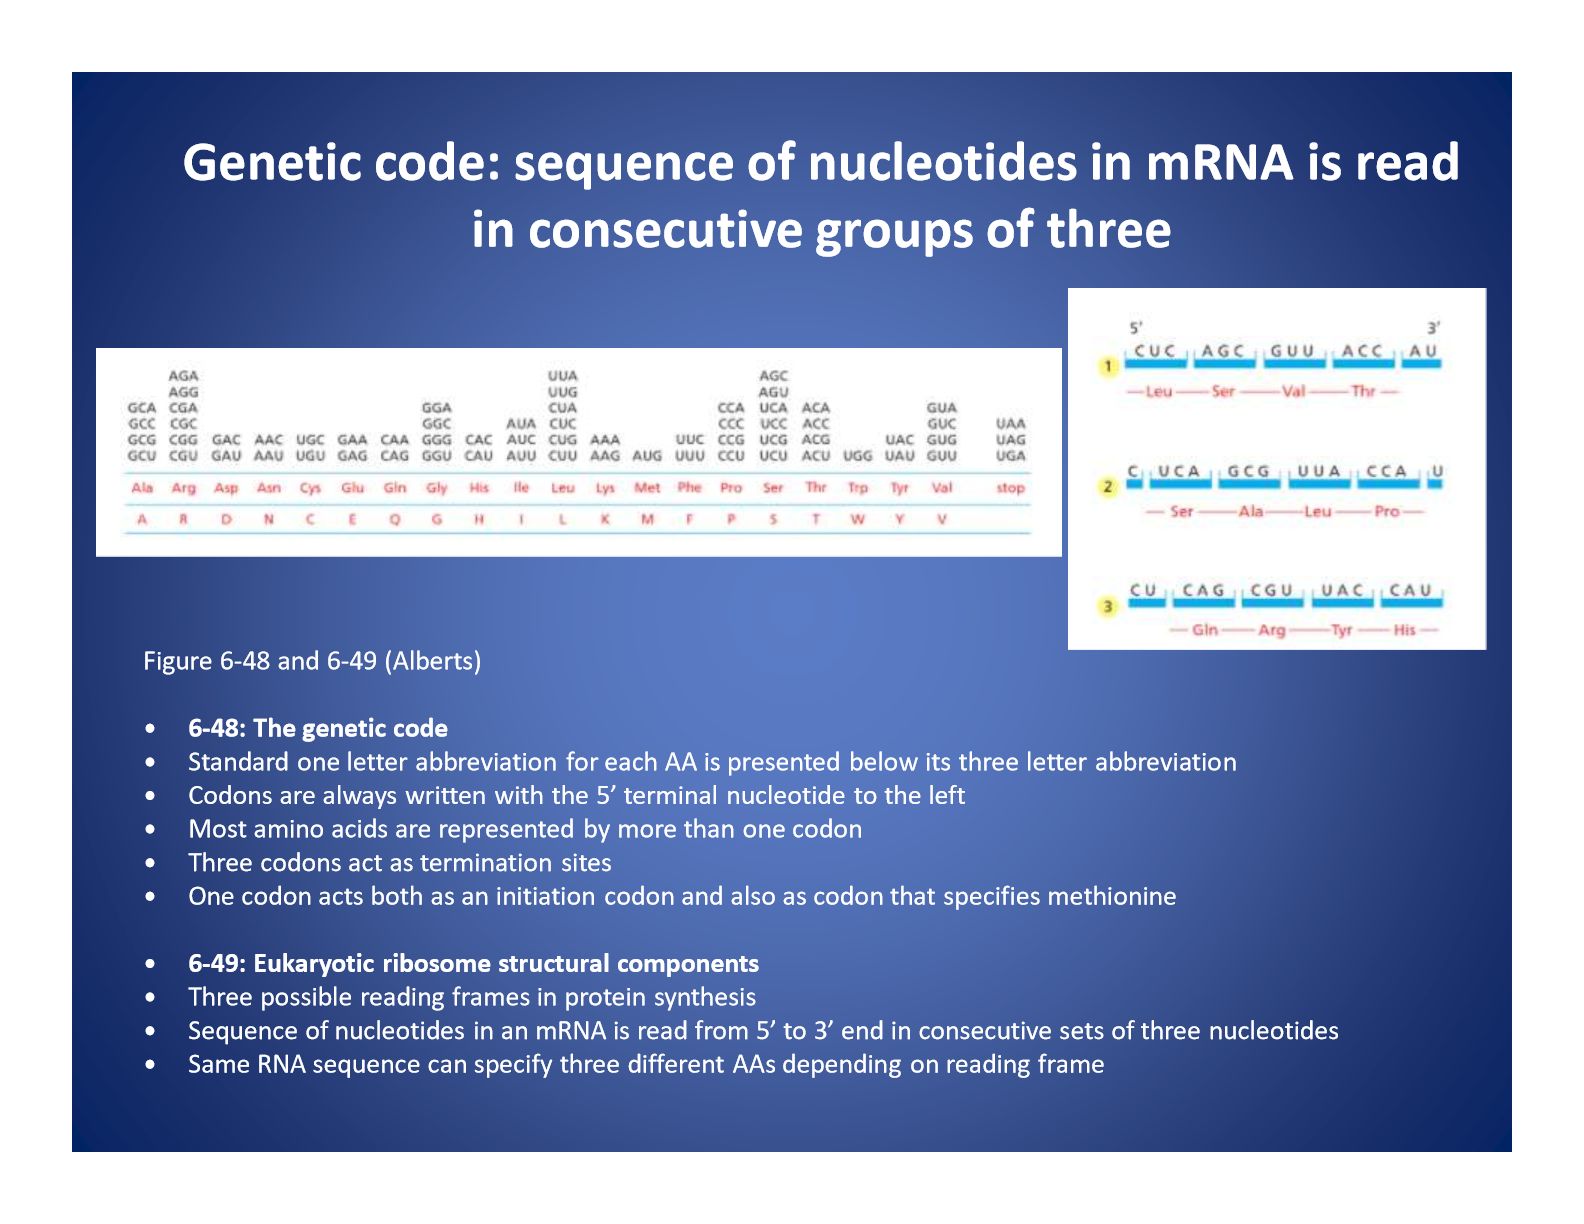 Genetic code: sequence of nucleotides in mRNA is read
in consecutive groups of three
AGA UUA AGC
AGG UUG AGU
GCA CGA GGA CUA CCA UCA ACA GUA
GCC CGC GGC AUA CUC CCC UCC ACC GUC UAA
GCG CGG GAC AAC UGC GAA CAA GGG CAC AUC CUG AAA UUC CCG UCG ACG UAC GUG UAG
GCU CGU GAU AAU UGU GAG CAG GGU CAU AUU CUU AAG AUG UUU CCU UCU ACU UGG UAU GUU UGA
Ala Arg Asp Asn Cys Glu Gln Gly His Ile Leu Lys Met Phe Pro Ser Thr Trp Tyr Val stop
A R D N C E Q G H I L K M F P S T W Y V
5’ 3’
1 CUC AGC GUU ACC AU
Leu Ser Val Thr
2 C UCA GCG UUA CCA U
Ser Ala Leu Pro
3 CU CAG CGU UAC CAU
Gln Arg Tyr His
Figure 6-48 and 6-49 (Alberts)
• 6-48: The genetic code
• Standard one letter abbreviation for each AA is presented below its three letter abbreviation
• Codons are always written with the 5’ terminal nucleotide to the left
• Most amino acids are represented by more than one codon
• Three codons act as termination sites
• One codon acts both as an initiation codon and also as codon that specifies methionine
• 6-49: Eukaryotic ribosome structural components
• Three possible reading frames in protein synthesis
• Sequence of nucleotides in an mRNA is read from 5’ to 3’ end in consecutive sets of three nucleotides
• Same RNA sequence can specify three different AAs depending on reading frame